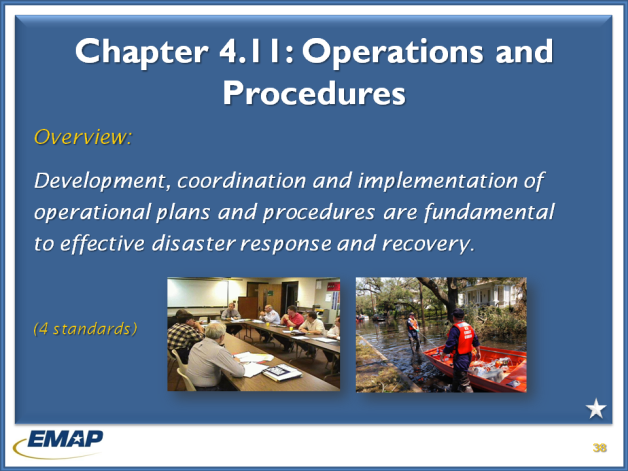 Chapter 4.11: Operations and
Procedures
Overview:
Development, coordination and implementation of
operational plans and procedures are fundamental
to effective disaster response and recovery.
(4 standards)
EMAP
38